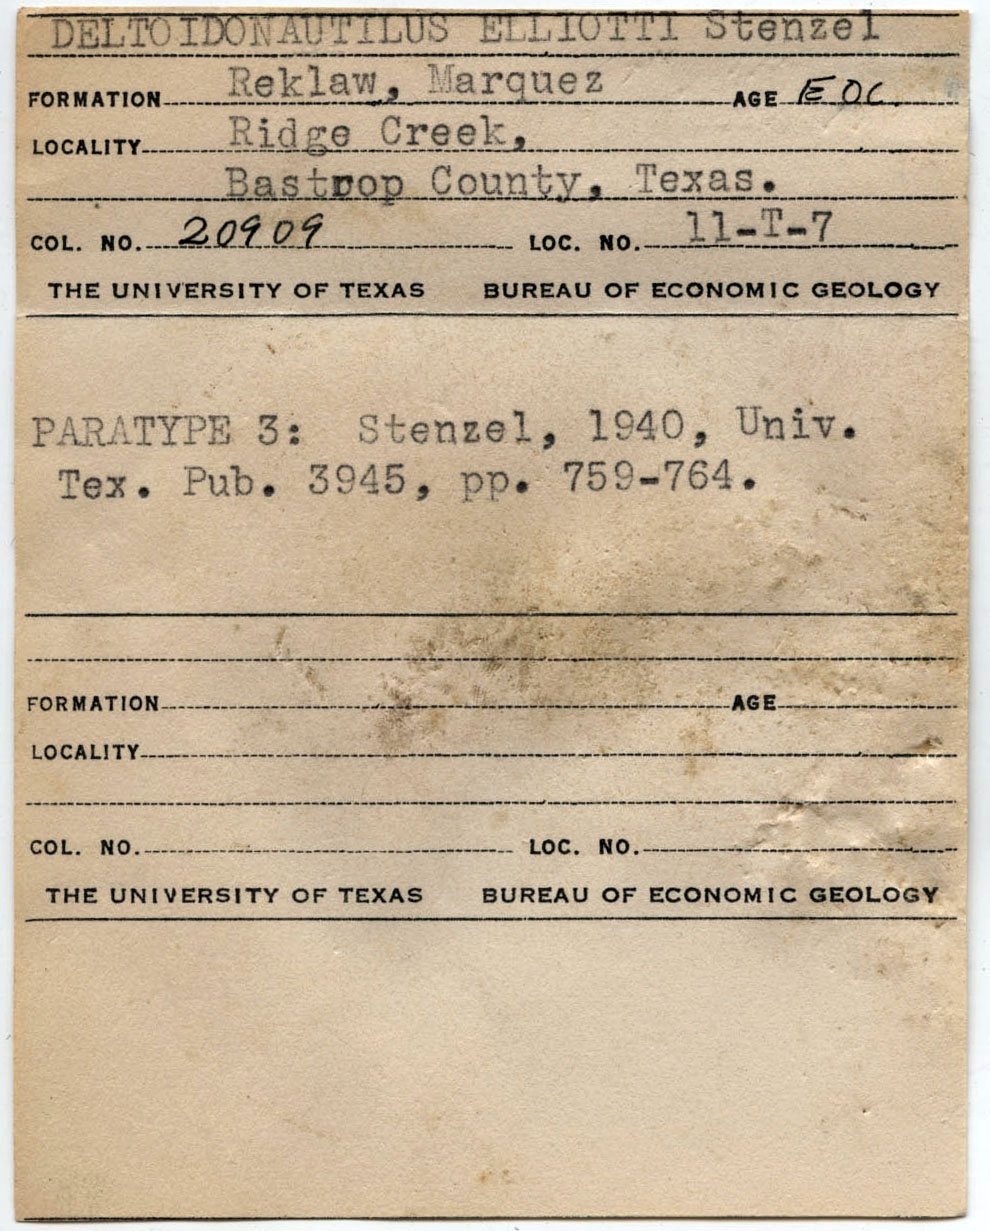 DELTOIDONAUTILUS ELLIOTTI Stenzel
FORMATION Reklaw, Marquez AGE EOC.
LOCALITY Ridge Creek,
Bastrop County, Texas.
COL. NO. 20909 LOC. NO. 11-T-7
THE UNIVERSITY OF TEXAS BUREAU OF ECONOMIC GEOLOGY
PARATYPE 3: Stenzel, 1940, Univ.
Tex. Pub. 3945, pp. 759-764.
FORMATION AGE
LOCALITY
COL. NO. LOC. NO.
THE UNIVERSITY OF TEXAS BUREAU OF ECONOMIC GEOLOGY